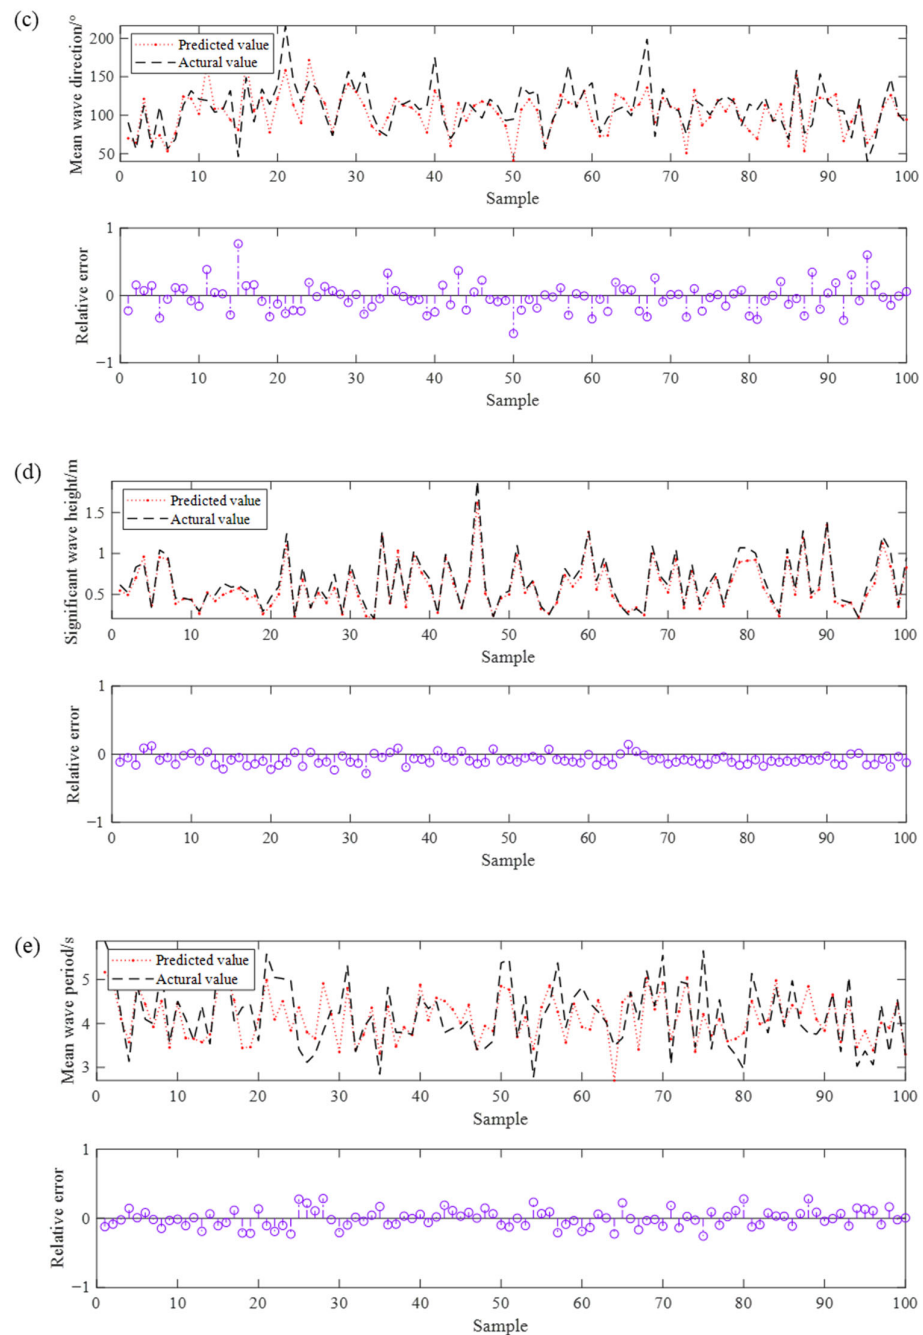 (c)
Mean wave direction/°
200
150
100
50
Predicted value
Actural value
0 10 20 30 40 50 60 70 80 90 100
Sample
Relative error
1
0
−1
0 10 20 30 40 50 60 70 80 90 100
Sample
(d)
Significant wave height/m
1.5
1
0.5
Predicted value
Actural value
0 10 20 30 40 50 60 70 80 90 100
Sample
Relative error
1
0
−1
0 10 20 30 40 50 60 70 80 90 100
Sample
(e)
Mean wave period/s
5
4
3
Predicted value
Actural value
0 10 20 30 40 50 60 70 80 90 100
Sample
Relative error
1
0
−1
0 10 20 30 40 50 60 70 80 90 100
Sample